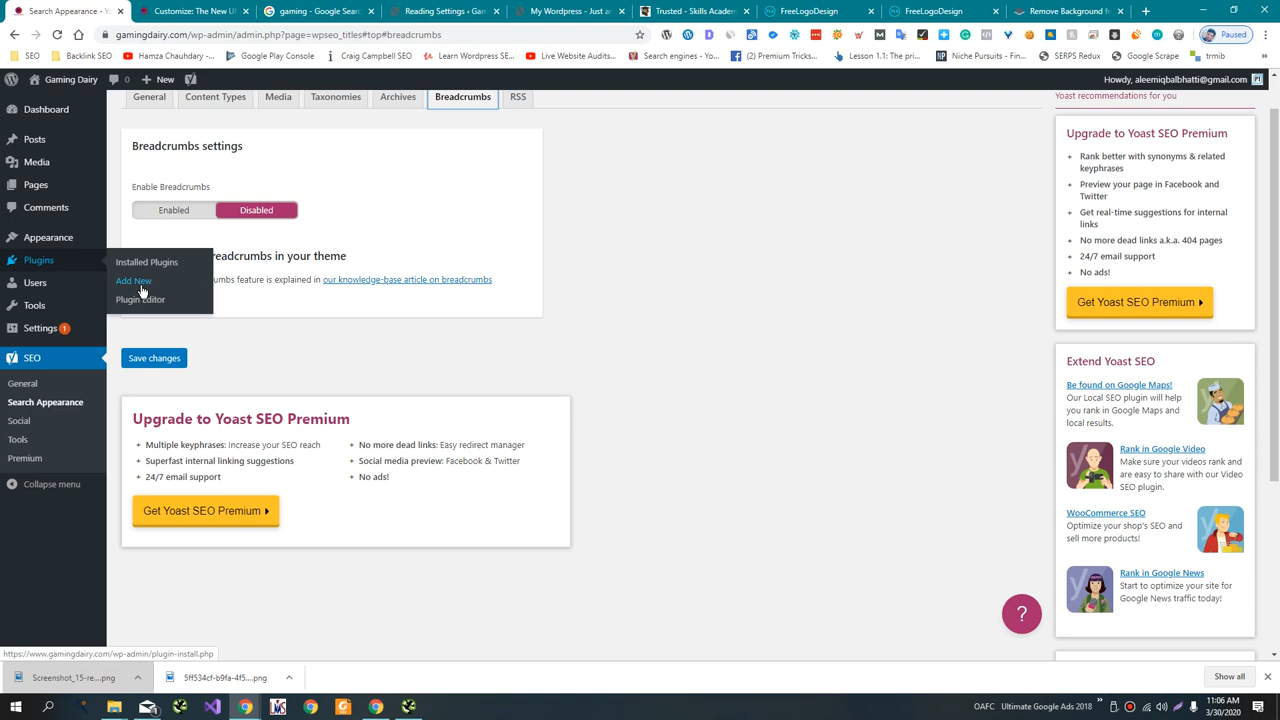 Search Appearance - Y
Customize: The New U
gaming - Google Sear
Reading Settings ‹ Gam
My Wordpress - Just an
Trusted - Skills Academ
FreeLogoDesign
FreeLogoDesign
Remove Background fr
gamingdairy.com/wp-admin/admin.php?page=wpseo_titles#top#breadcrumbs
Paused
SEO
Backlink SEO
Hamza Chaudhary -
Google Play Console
Craig Campbell SEO
Learn Wordpress SE...
Live Website Audits...
Search engines - Yo...
(2) Premium Tricks...
Lesson 1.1: The pri...
Niche Pursuits - Fin...
SERPS Redux
Google Scrape
trmib
Gaming Dairy
0
New
Howdy, aleemiqbalbhatti@gmail.com
General
Content Types
Media
Taxonomies
Archives
Breadcrumbs
RSS
Dashboard
Posts
Media
Pages
Comments
Appearance
Plugins
Users
Tools
Settings 1
SEO
General
Search Appearance
Social
Tools
Premium
Collapse menu
Installed Plugins
Add New
Plugin Editor
Breadcrumbs settings
Enable Breadcrumbs
Enabled
Disabled
readcrumbs in your theme
umbs feature is explained in our knowledge-base article on breadcrumbs
Save changes
Upgrade to Yoast SEO Premium
+ Multiple keyphrases: Increase your SEO reach
+ No more dead links: Easy redirect manager
+ Superfast internal linking suggestions
+ Social media preview: Facebook & Twitter
+ 24/7 email support
+ No ads!
Get Yoast SEO Premium
Yoast recommendations for you
Upgrade to Yoast SEO Premium
+ Rank better with synonyms & related
keyphrases
+ Preview your page in Facebook and
Twitter
+ Get real-time suggestions for internal
links
+ No more dead links a.k.a. 404 pages
+ 24/7 email support
+ No ads!
Get Yoast SEO Premium
Extend Yoast SEO
Be found on Google Maps!
Our Local SEO plugin will help
you rank in Google Maps and
local results.
Rank in Google Video
Make sure your videos rank and
are easy to share with our Video
SEO plugin.
WooCommerce SEO
Optimize your shop's SEO and
sell more products!
Rank in Google News
Start to optimize your site for
Google News traffic today!
?
https://www.gamingdairy.com/wp-admin/plugin-install.php
Screenshot_15-re....png
5ff534cf-b9fa-4f5....png
Show all
OAFC
Ultimate Google Ads 2018
11:06 AM
3/30/2020